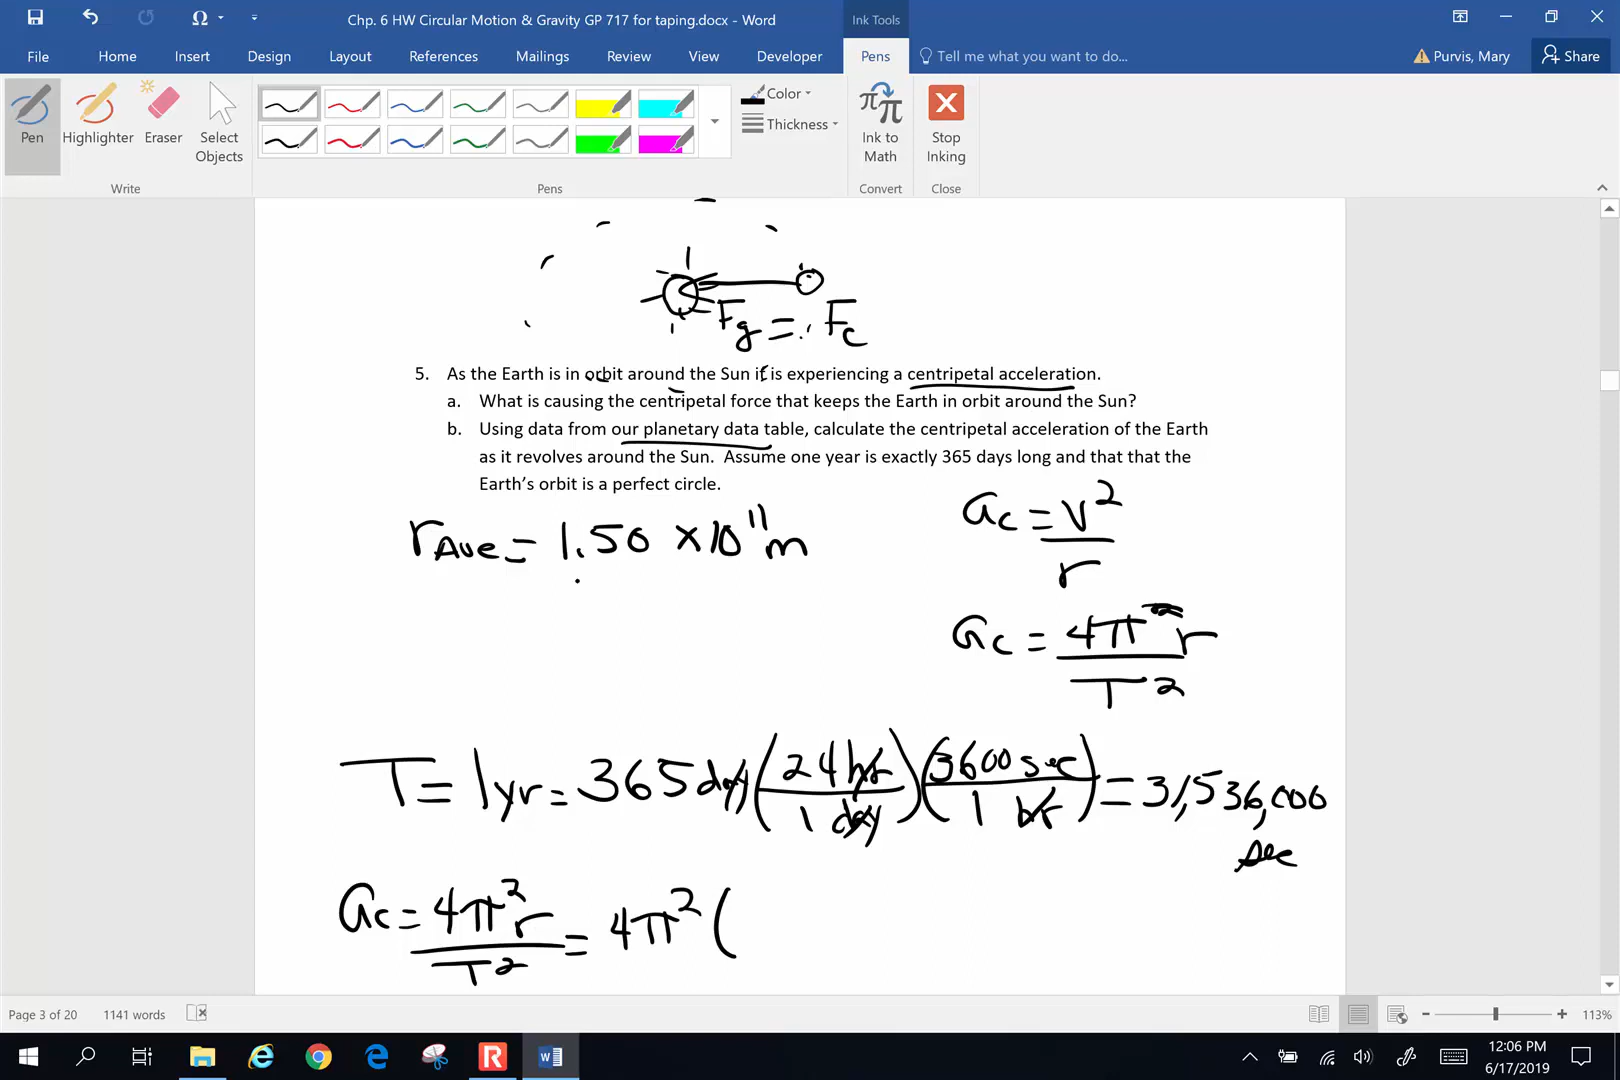 Chp. 6 HW Circular Motion & Gravity GP 717 for taping.docx - Word
Ink Tools
File Home Insert Design Layout References Mailings Review View Developer Pens Tell me what you want to do... Purvis, Mary Share
Pen Highlighter Eraser Select Objects
Color
Thickness
Ink to Math
Stop Inking
Write Pens Convert Close
Fg = Fc
5. As the Earth is in orbit around the Sun it is experiencing a centripetal acceleration.
a. What is causing the centripetal force that keeps the Earth in orbit around the Sun?
b. Using data from our planetary data table, calculate the centripetal acceleration of the Earth
as it revolves around the Sun. Assume one year is exactly 365 days long and that that the
Earth's orbit is a perfect circle.
ac = v²/r
rAve = 1.50 x10¹¹ m
ac = 4π²r/T²
T = 1yr = 365 day (24 hr/1 day) (3600 sec/1 hr) = 31,536,000
sec
ac = 4π²r/T² = 4π² (
Page 3 of 20 1141 words 113%
12:06 PM
6/17/2019